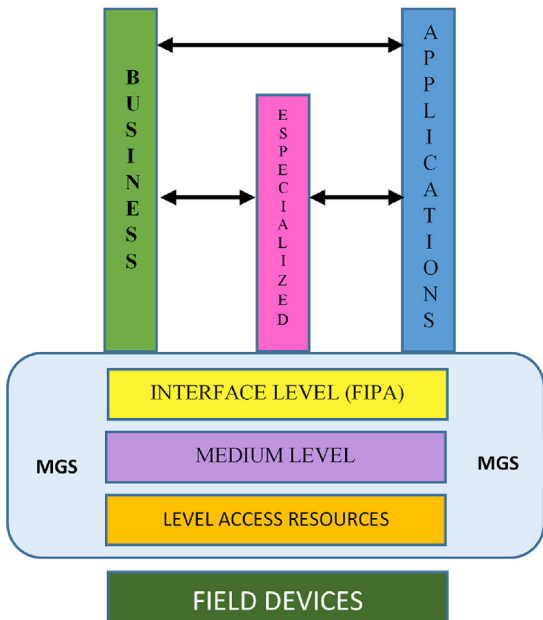 BUSINESS
ESPECIALIZED
APPLICATIONS
INTERFACE LEVEL (FIPA)
MGS
MEDIUM LEVEL
MGS
LEVEL ACCESS RESOURCES
FIELD DEVICES